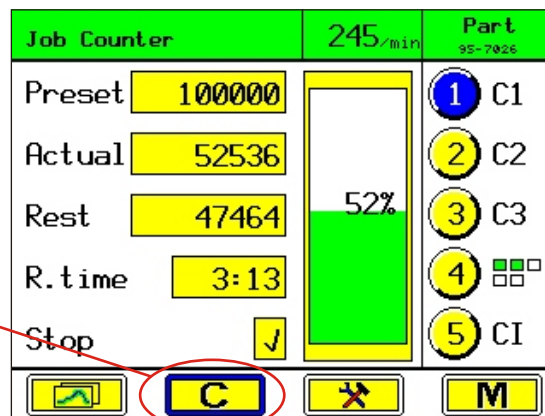 Job Counter 245/min Part
95-7026
Preset 100000 1 C1
Actual 52536 2 C2
52%
Rest 47464 3 C3
R.time 3:13 4
Stop √ 5 CI
C M